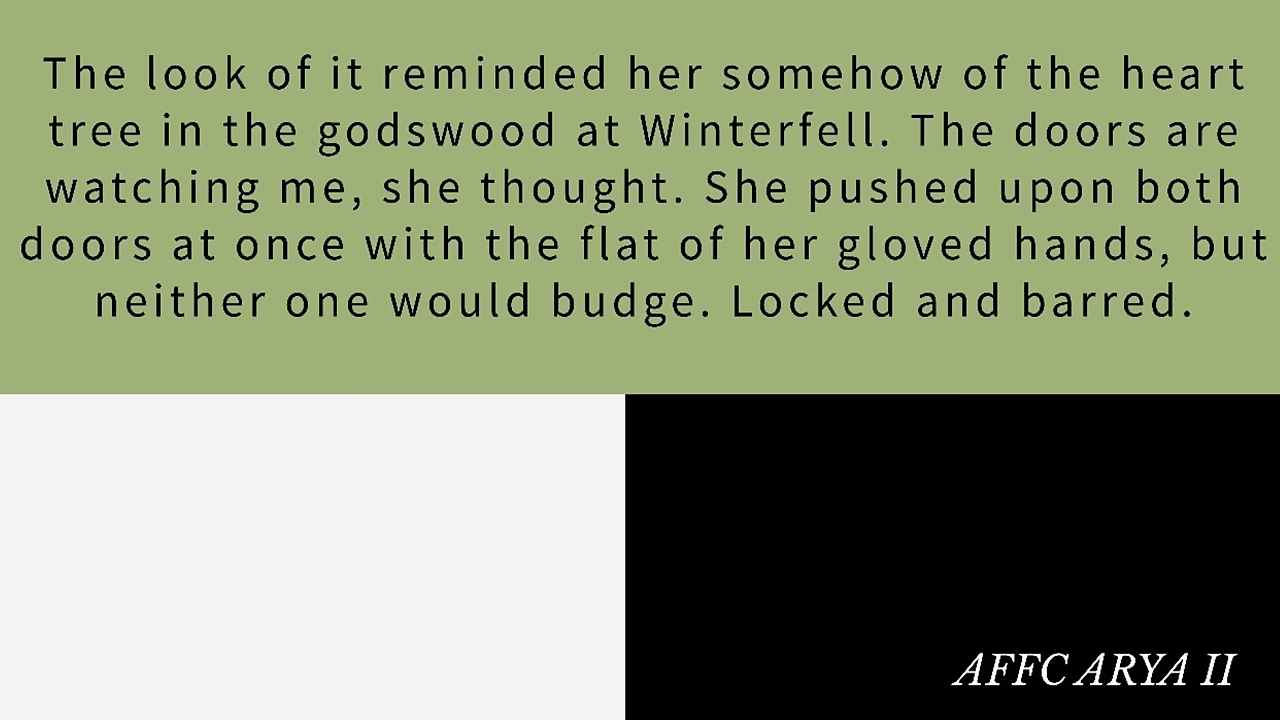 The look of it reminded her somehow of the heart
tree in the godswood at Winterfell. The doors are
watching me, she thought. She pushed upon both
doors at once with the flat of her gloved hands, but
neither one would budge. Locked and barred.
AFFC ARYA II